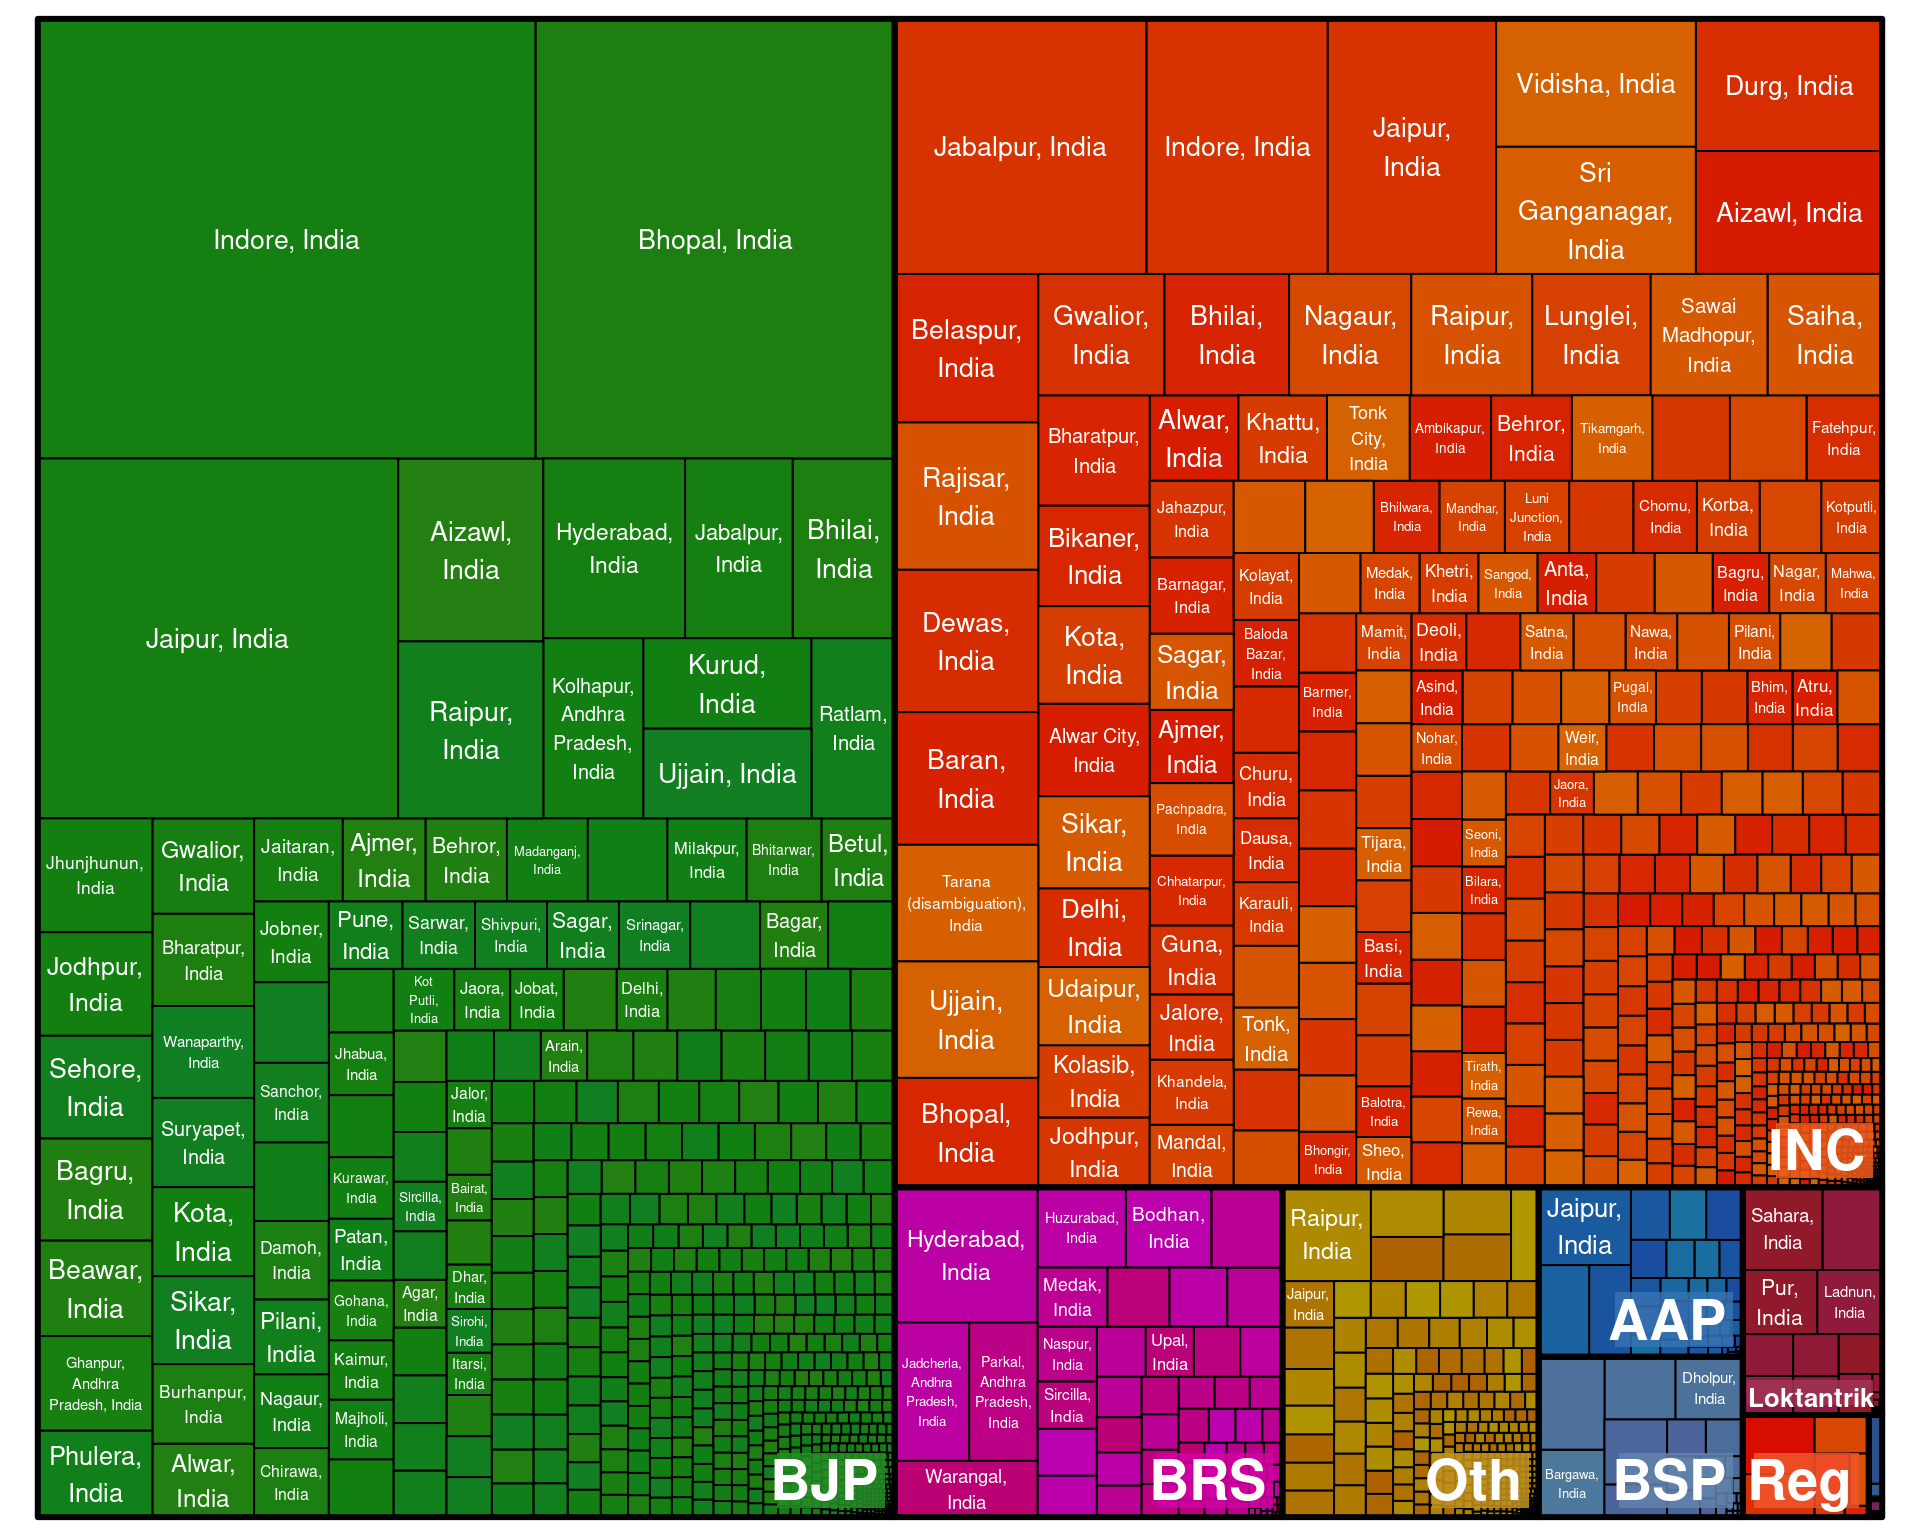 Indore, India
Bhopal, India
Jaipur, India
Aizawl,
India
Hyderabad,
India
Jabalpur,
India
Bhilai,
India
Raipur,
India
Kolhapur,
Andhra
Pradesh,
India
Kurud,
India
Ujjain, India
Ratlam,
India
Jhunjhunun,
India
Jodhpur,
India
Sehore,
India
Bagru,
India
Beawar,
India
Ghanpur,
Andhra
Pradesh, India
Phulera,
India
Gwalior,
India
Bharatpur,
India
Wanaparthy,
India
Suryapet,
India
Kota,
India
Sikar,
India
Burhanpur,
India
Alwar,
India
Jaitaran,
India
Ajmer,
India
Behror,
India
Madanganj,
India
Milakpur,
India
Bhitarwar,
India
Betul,
India
Jobner,
India
Sanchor,
India
Damoh,
India
Pilani,
India
Nagaur,
India
Chirawa,
India
Pune,
India
Sarwar,
India
Shivpuri,
India
Sagar,
India
Srinagar,
India
Bagar,
India
Jhabua,
India
Kurawar,
India
Patan,
India
Gohana,
India
Kaimur,
India
Majholi,
India
Kot
Putli,
India
Jaora,
India
Jobat,
India
Delhi,
India
Sircilla,
India
Agar,
India
Arain,
India
Jalor,
India
Bairat,
India
Dhar,
India
Sirohi,
India
Itarsi,
India
BJP
Jabalpur, India
Indore, India
Jaipur,
India
Vidisha, India
Sri
Ganganagar,
India
Durg, India
Aizawl, India
Belaspur,
India
Rajisar,
India
Dewas,
India
Baran,
India
Tarana
(disambiguation),
India
Ujjain,
India
Bhopal,
India
Gwalior,
India
Bhilai,
India
Nagaur,
India
Raipur,
India
Lunglei,
India
Sawai
Madhopur,
India
Saiha,
India
Bharatpur,
India
Bikaner,
India
Kota,
India
Alwar City,
India
Sikar,
India
Delhi,
India
Udaipur,
India
Kolasib,
India
Jodhpur,
India
Alwar,
India
Khattu,
India
Tonk
City,
India
Ambikapur,
India
Behror,
India
Tikamgarh,
India
Fatehpur,
India
Jahazpur,
India
Barnagar,
India
Sagar,
India
Ajmer,
India
Pachpadra,
India
Chhatarpur,
India
Guna,
India
Jalore,
India
Khandela,
India
Mandal,
India
Bhilwara,
India
Mandhar,
India
Luni
Junction,
India
Chomu,
India
Korba,
India
Kotputli,
India
Kolayat,
India
Baloda
Bazar,
India
Churu,
India
Dausa,
India
Karauli,
India
Tonk,
India
Medak,
India
Khetri,
India
Sangod,
India
Anta,
India
Bagru,
India
Nagar,
India
Mahwa,
India
Barmer,
India
Bhongir,
India
Mamit,
India
Deoli,
India
Satna,
India
Nawa,
India
Pilani,
India
Tijara,
India
Basi,
India
Balotra,
India
Sheo,
India
Asind,
India
Pugal,
India
Bhim,
India
Atru,
India
Nohar,
India
Weir,
India
Jaora,
India
Seoni,
India
Bilara,
India
Tirath,
India
Rewa,
India
INC
Hyderabad,
India
Jadcherla,
Andhra
Pradesh,
India
Parkal,
Andhra
Pradesh,
India
Warangal,
India
Huzurabad,
India
Bodhan,
India
Medak,
India
Naspur,
India
Upal,
India
Sircilla,
India
BRS
Raipur,
India
Jaipur,
India
Oth
Jaipur,
India
AAP
Dholpur,
India
Bargawa,
India
BSP
Sahara,
India
Pur,
India
Ladnun,
India
Loktantrik
Reg